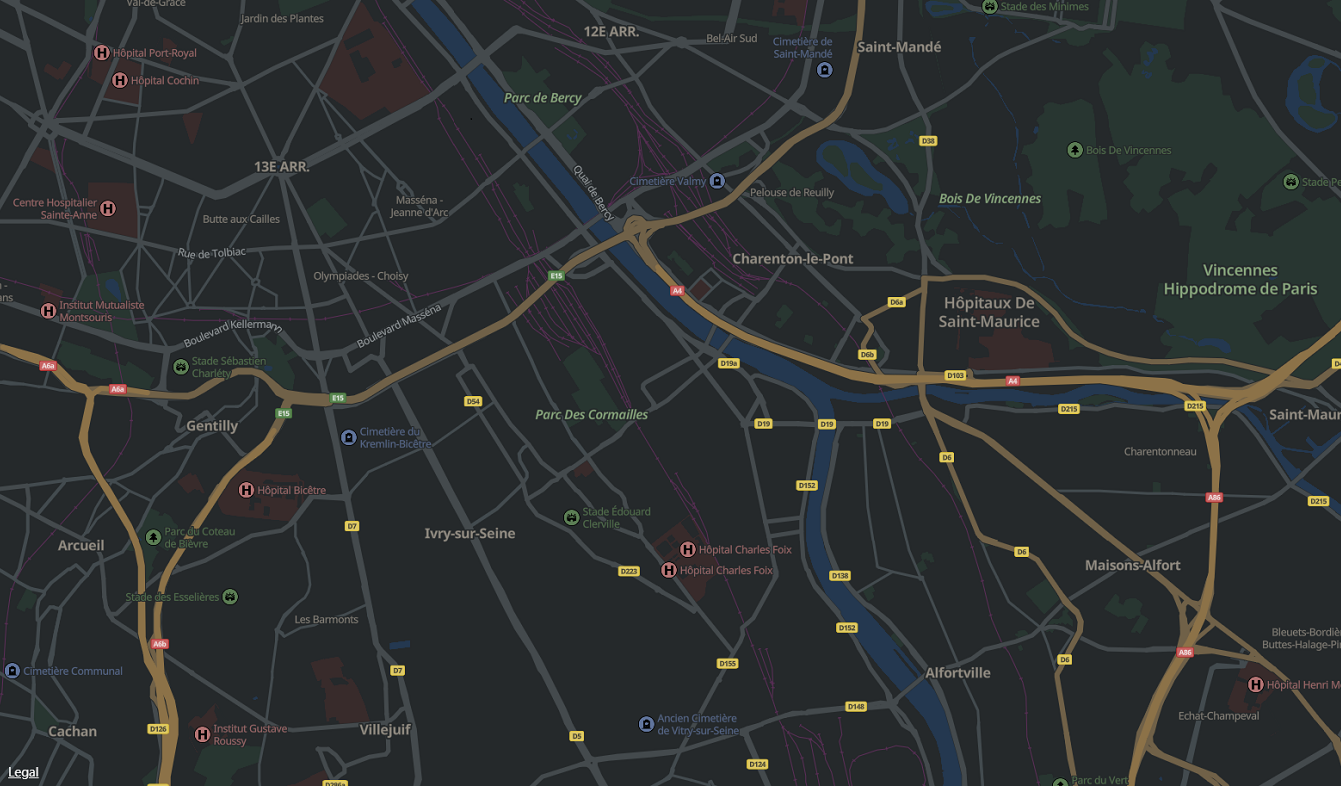 Val-de-Grâce
Jardin des Plantes
12E ARR.
Bel-Air Sud
Stade des Minimes
Cimetière de
Saint-Mandé
Saint-Mandé
H Hôpital Port-Royal
H Hôpital Cochin
Parc de Bercy
D38
Bois De Vincennes
13E ARR.
Quai de Bercy
Cimetière Valmy
Pelouse de Reuilly
Bois De Vincennes
Centre Hospitalier
Sainte-Anne
H
Butte aux Cailles
Masséna -
Jeanne d'Arc
Rue de Tolbiac
Olympiades - Choisy
E15
Charenton-le-Pont
A4
Vincennes
Hippodrome de Paris
D6a
Hôpitaux De
Saint-Maurice
H Institut Mutualiste
Montsouris
Boulevard Kellermann
Boulevard Masséna
A6a
Stade Sébastien
Charléty
A6a
D19a
D6b
D103
A4
E15
E15
D54
Parc Des Cormailles
D215
D215
Gentilly
Cimetière du
Kremlin-Bicêtre
D19
D19
D19
D6
Charentonneau
H Hôpital Bicêtre
D152
A86
D215
D7
Parc du Coteau
de Bièvre
Arcueil
Ivry-sur-Seine
Stade Édouard
Clerville
H Hôpital Charles Foix
H Hôpital Charles Foix
D223
D138
D6
Maisons-Alfort
Stade des Esselières
Les Barmonts
D152
A6b
A86
D6
D155
D7
Cimetière Communal
Alfortville
D148
Echat-Champeval
Cachan
D126
H Institut Gustave
Roussy
Villejuif
D5
Ancien Cimetière
de Vitry-sur-Seine
D124
Legal
Parc du Vert